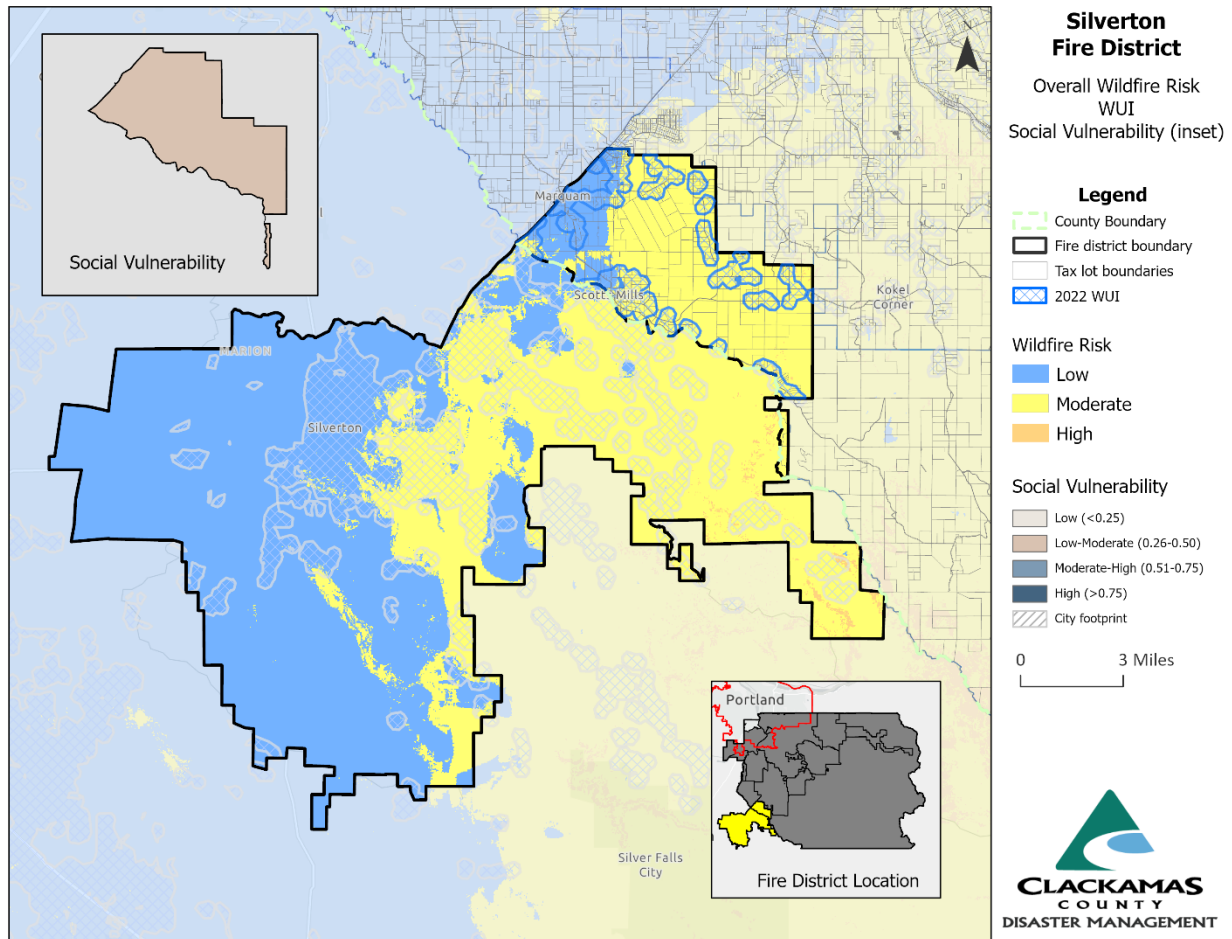 Silverton
Fire District
Overall Wildfire Risk
WUI
Social Vulnerability (inset)
Legend
County Boundary
Fire district boundary
Tax lot boundaries
2022 WUI
Wildfire Risk
Low
Moderate
High
Social Vulnerability
Low (<0.25)
Low-Moderate (0.26-0.50)
Moderate-High (0.51-0.75)
High (>0.75)
City footprint
0 3 Miles
CLACKAMAS
COUNTY
DISASTER MANAGEMENT
N
Social Vulnerability
Marquam
Scott Mills
Kokel
Corner
MARION
Silverton
Silver Falls
City
Portland
Fire District Location